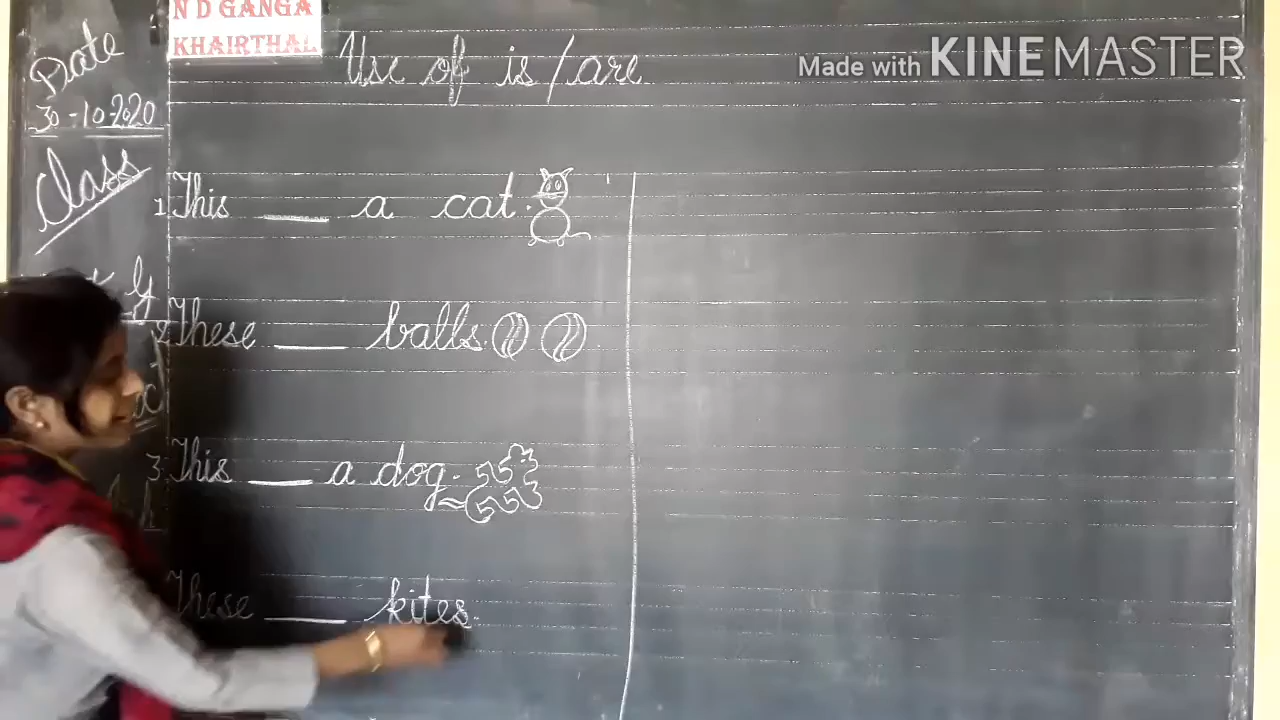 N D GANGA
KHAIRTHAL
Use of is/are
Made with KINEMASTER
Date
30-10-2020
Class
1. This ___ a cat.
2. These ___ balls.
3. This ___ a dog.
These ___ kites.